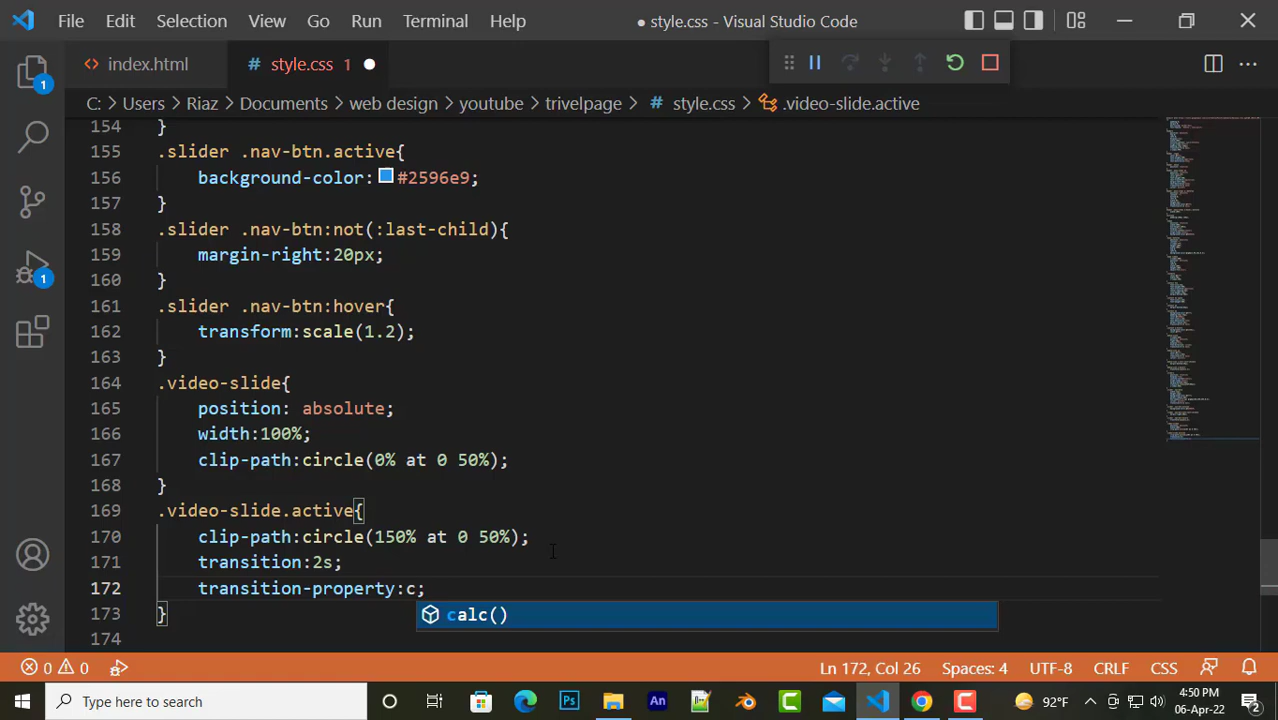 File Edit Selection View Go Run Terminal Help
● style.css - Visual Studio Code
<> index.html
# style.css 1 ●
C: > Users > Riaz > Documents > web design > youtube > trivelpage > # style.css > .video-slide.active
154 }
155 .slider .nav-btn.active{
156 background-color: #2596e9;
157 }
158 .slider .nav-btn:not(:last-child){
159 margin-right:20px;
160 }
161 .slider .nav-btn:hover{
162 transform:scale(1.2);
163 }
164 .video-slide{
165 position: absolute;
166 width:100%;
167 clip-path:circle(0% at 0 50%);
168 }
169 .video-slide.active{
170 clip-path:circle(150% at 0 50%);
171 transition:2s;
172 transition-property:c;
calc()
173 }
174
1
1
0 0
Ln 172, Col 26 Spaces: 4 UTF-8 CRLF CSS
Type here to search
Ps
An
92°F
4:50 PM
06-Apr-22
2